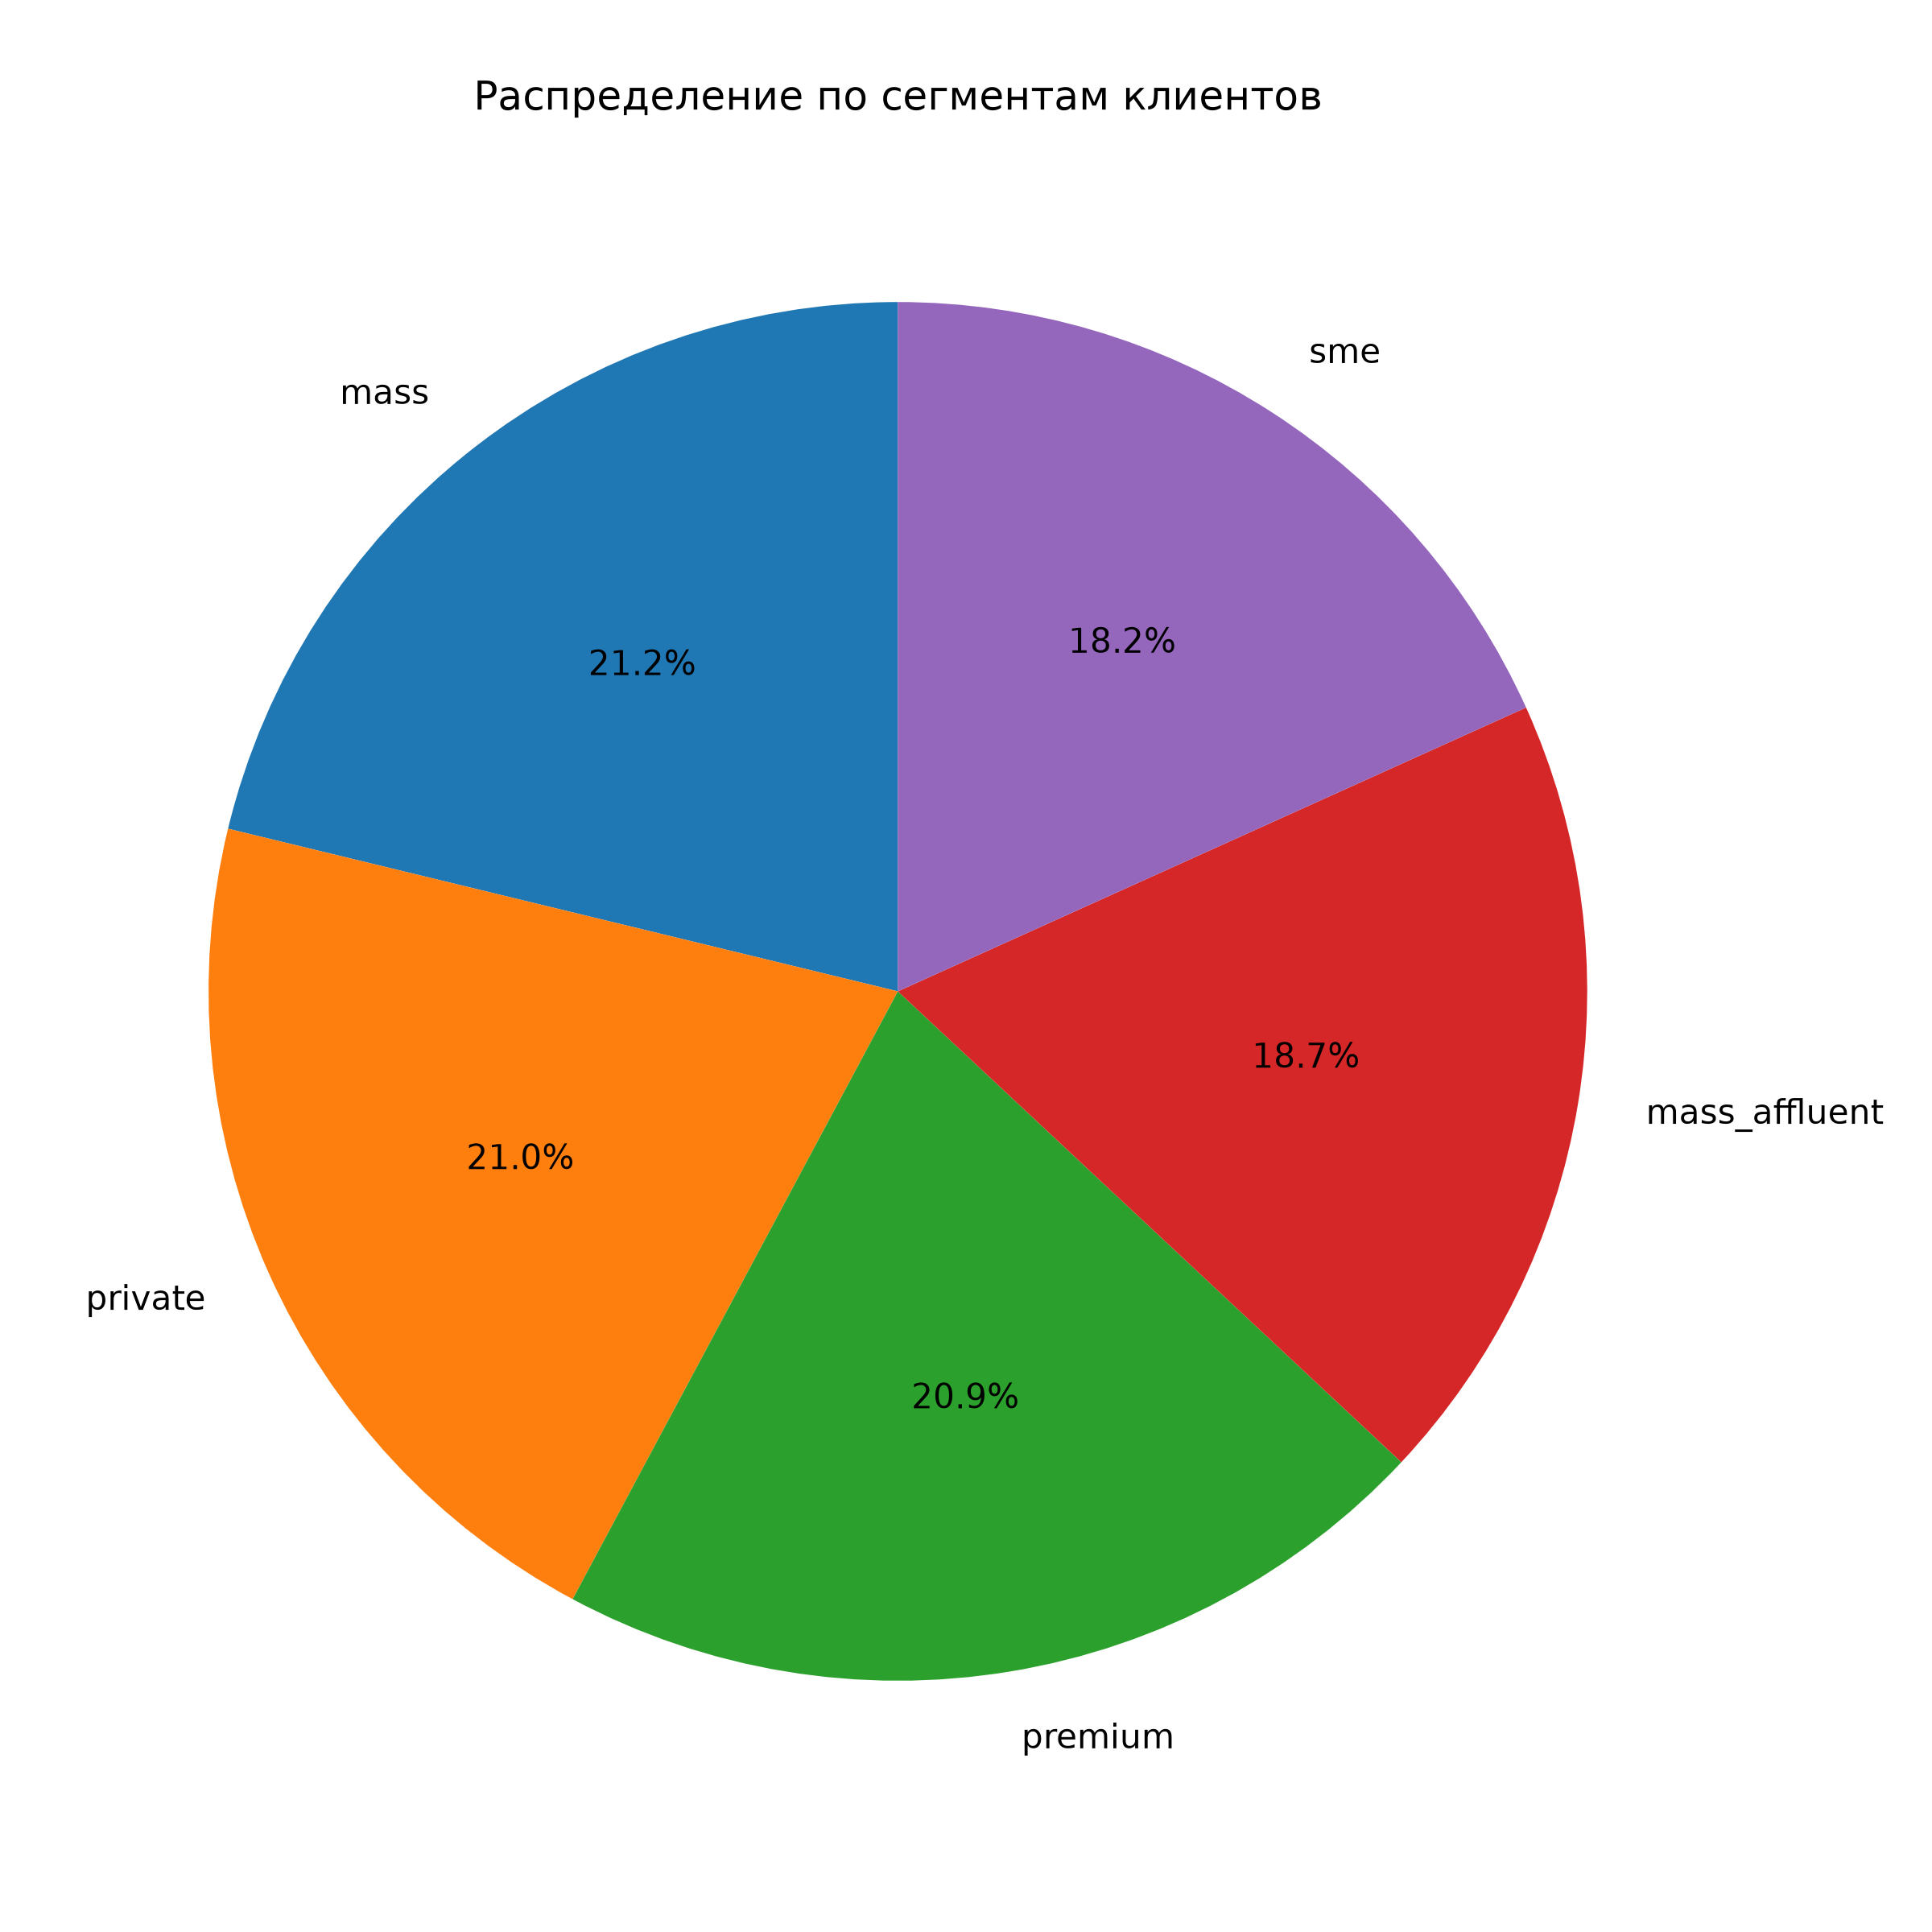 Распределение по сегментам клиентов
sme
mass
18.2%
21.2%
18.7%
mass_affluent
21.0%
private
20.9%
premium